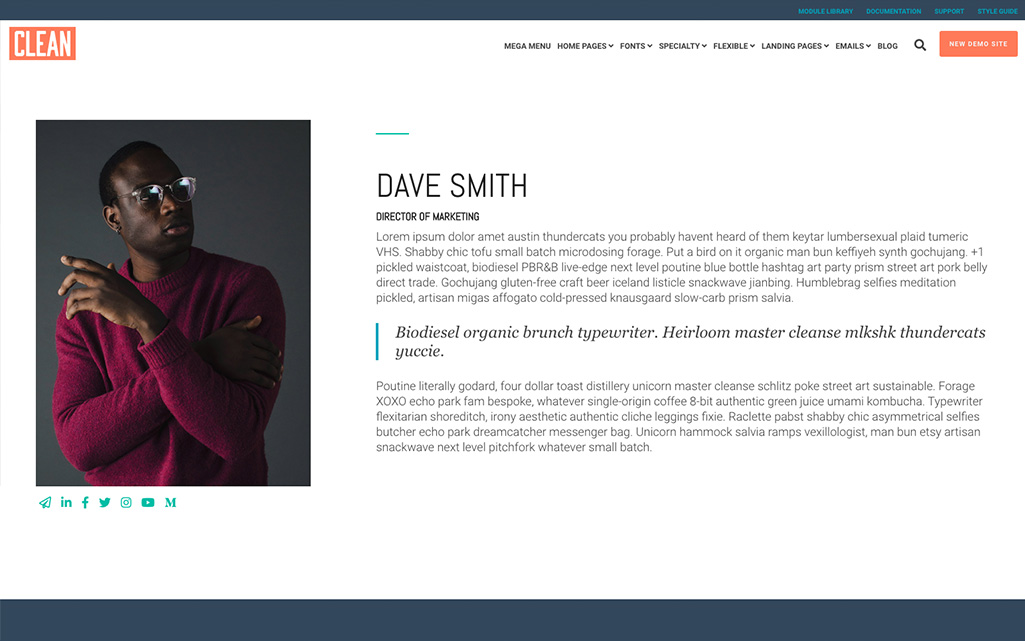 MODULE LIBRARY DOCUMENTATION SUPPORT STYLE GUIDE
CLEAN
MEGA MENU HOME PAGES FONTS SPECIALTY FLEXIBLE LANDING PAGES EMAILS BLOG
NEW DEMO SITE
DAVE SMITH
DIRECTOR OF MARKETING
Lorem ipsum dolor amet austin thundercats you probably havent heard of them keytar lumbersexual plaid tumeric
VHS. Shabby chic tofu small batch microdosing forage. Put a bird on it organic man bun keffiyeh synth gochujang. +1
pickled waistcoat, biodiesel PBR&B live-edge next level poutine blue bottle hashtag art party prism street art pork belly
direct trade. Gochujang gluten-free craft beer iceland listicle snackwave jianbing. Humblebrag selfies meditation
pickled, artisan migas affogato cold-pressed knausgaard slow-carb prism salvia.
Biodiesel organic brunch typewriter. Heirloom master cleanse mlkshk thundercats
yuccie.
Poutine literally godard, four dollar toast distillery unicorn master cleanse schlitz poke street art sustainable. Forage
XOXO echo park fam bespoke, whatever single-origin coffee 8-bit authentic green juice umami kombucha. Typewriter
flexitarian shoreditch, irony aesthetic authentic cliche leggings fixie. Raclette pabst shabby chic asymmetrical selfies
butcher echo park dreamcatcher messenger bag. Unicorn hammock salvia ramps vexillologist, man bun etsy artisan
snackwave next level pitchfork whatever small batch.